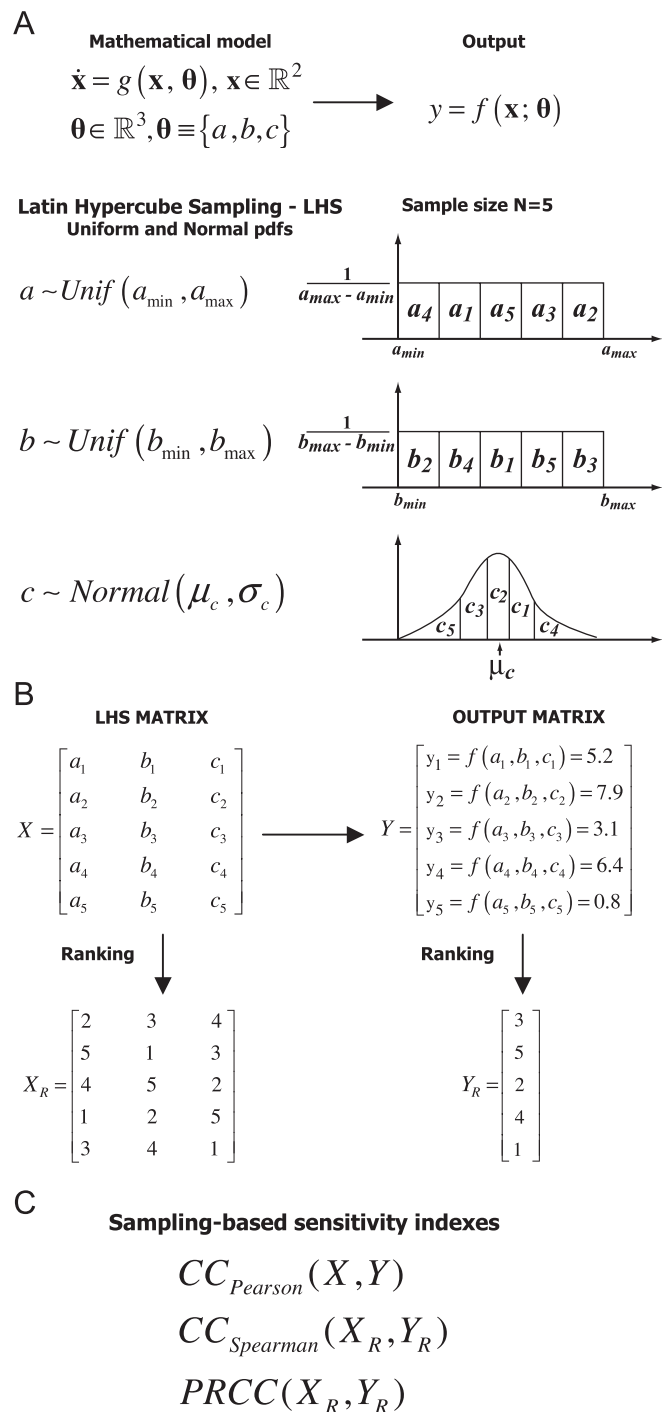 A
Mathematical model
Output
ẋ = g(x, θ), x ∈ ℝ²
θ ∈ ℝ³, θ ≡ {a, b, c}
y = f(x; θ)
Latin Hypercube Sampling - LHS
Uniform and Normal pdfs
Sample size N=5
a ~ Unif(a_min, a_max)
1
a_max - a_min
a₄ a₁ a₅ a₃ a₂
a_min a_max
b ~ Unif(b_min, b_max)
1
b_max - b_min
b₂ b₄ b₁ b₅ b₃
b_min b_max
c ~ Normal(μ_c, σ_c)
c₅ c₃ c₂ c₁ c₄
μ_c
B
LHS MATRIX
OUTPUT MATRIX
X =
a₁ b₁ c₁
a₂ b₂ c₂
a₃ b₃ c₃
a₄ b₄ c₄
a₅ b₅ c₅
Y =
y₁ = f(a₁, b₁, c₁) = 5.2
y₂ = f(a₂, b₂, c₂) = 7.9
y₃ = f(a₃, b₃, c₃) = 3.1
y₄ = f(a₄, b₄, c₄) = 6.4
y₅ = f(a₅, b₅, c₅) = 0.8
Ranking
Ranking
X_R =
2 3 4
5 1 3
4 5 2
1 2 5
3 4 1
Y_R =
3
5
2
4
1
C
Sampling-based sensitivity indexes
CC_Pearson(X, Y)
CC_Spearman(X_R, Y_R)
PRCC(X_R, Y_R)